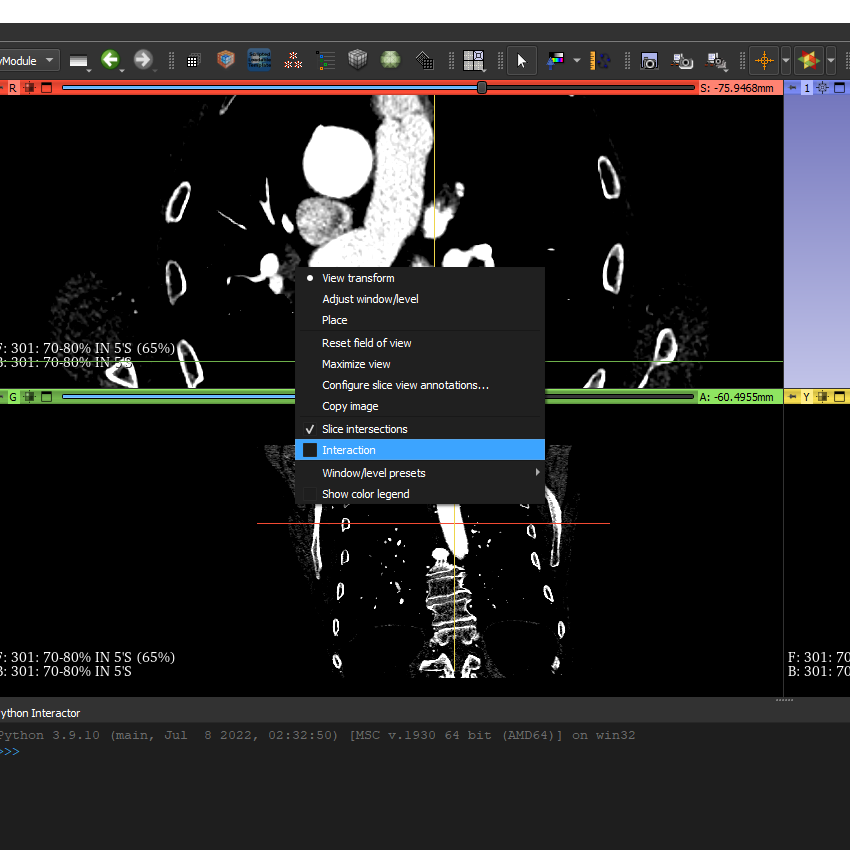 yModule
R
S: -75.9468mm
1
F: 301: 70-80% IN 5'S (65%)
B: 301: 70-80% IN 5'S
View transform
Adjust window/level
Place
Reset field of view
Maximize view
Configure slice view annotations...
Copy image
Slice intersections
Interaction
Window/level presets
Show color legend
G
A: -60.4955mm
Y
F: 301: 70-80% IN 5'S (65%)
B: 301: 70-80% IN 5'S
F: 301: 70
B: 301: 70
ython Interactor
Python 3.9.10 (main, Jul  8 2022, 02:32:50) [MSC v.1930 64 bit (AMD64)] on win32
>>>